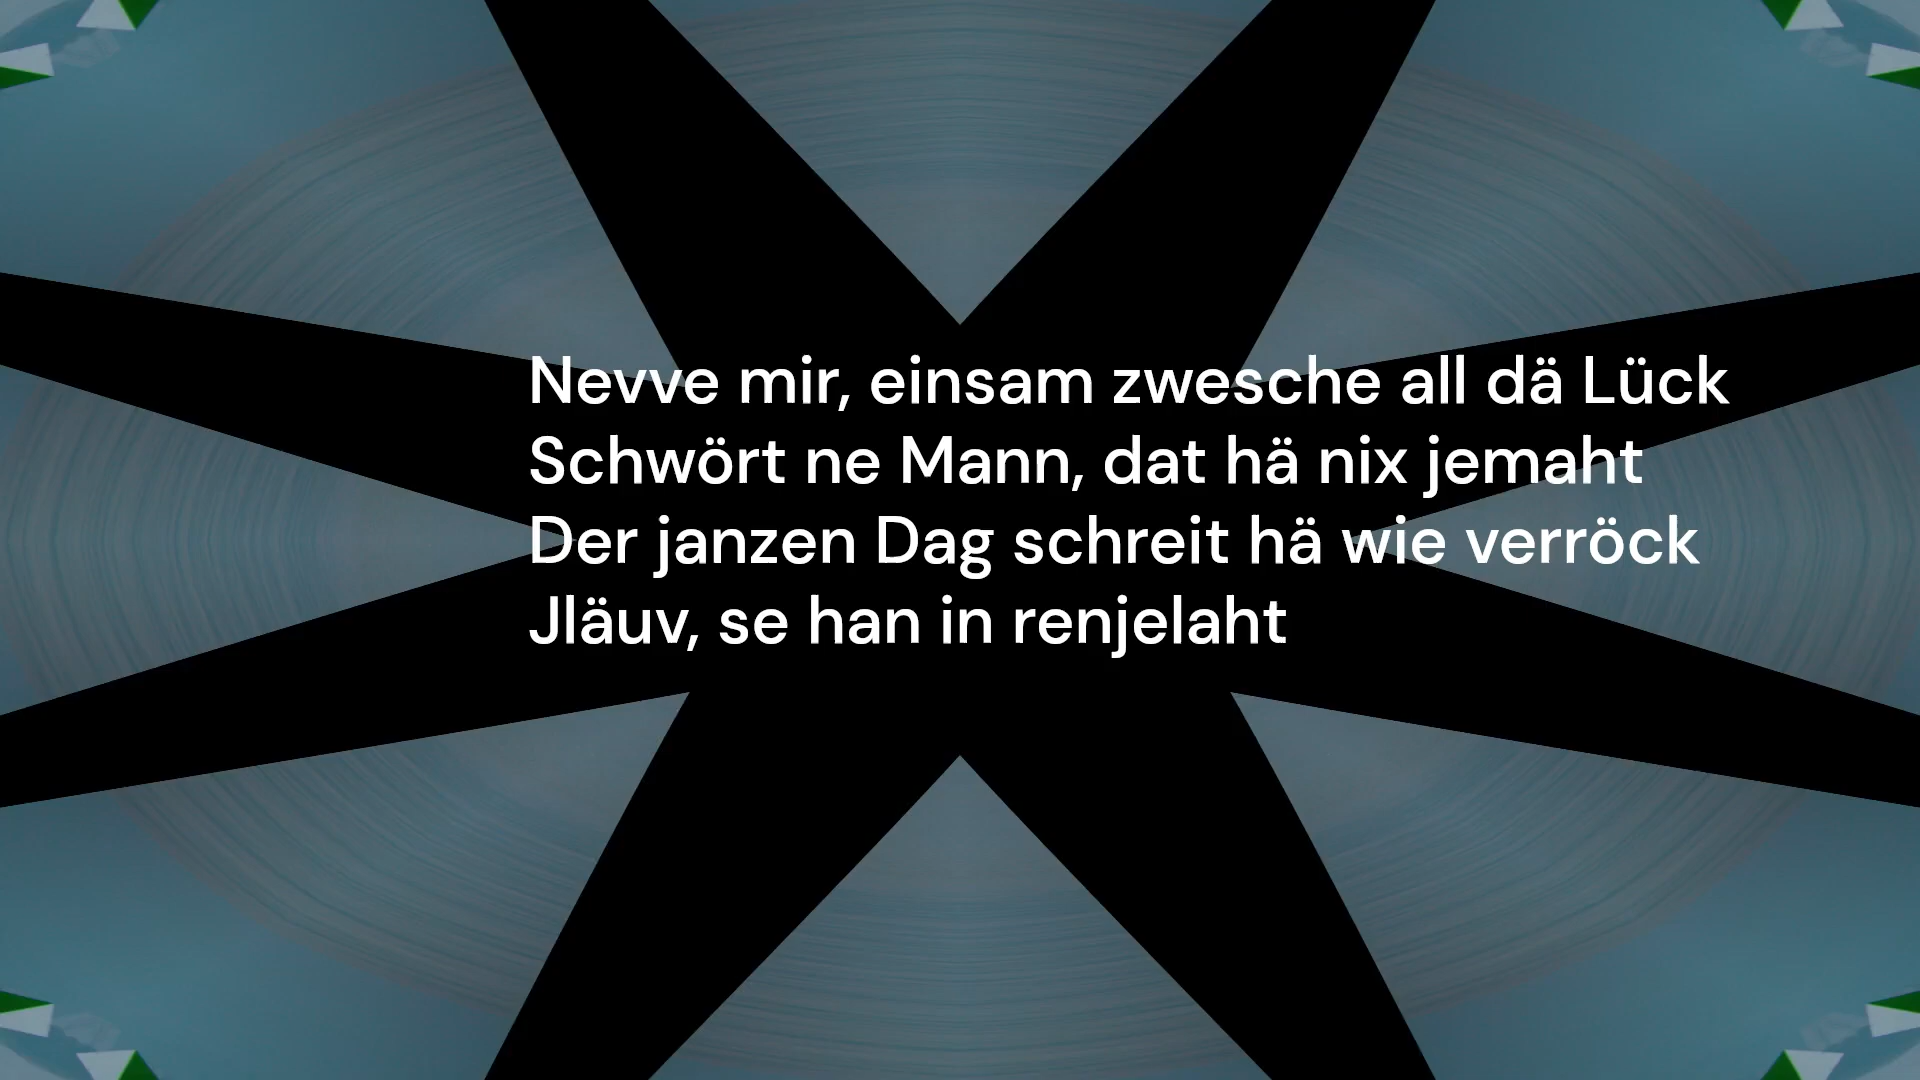 Nevve mir, einsam zwesche all dä Lück
Schwört ne Mann, dat hä nix jemaht
Der janzen Dag schreit hä wie verröck
Jläuv, se han in renjelaht